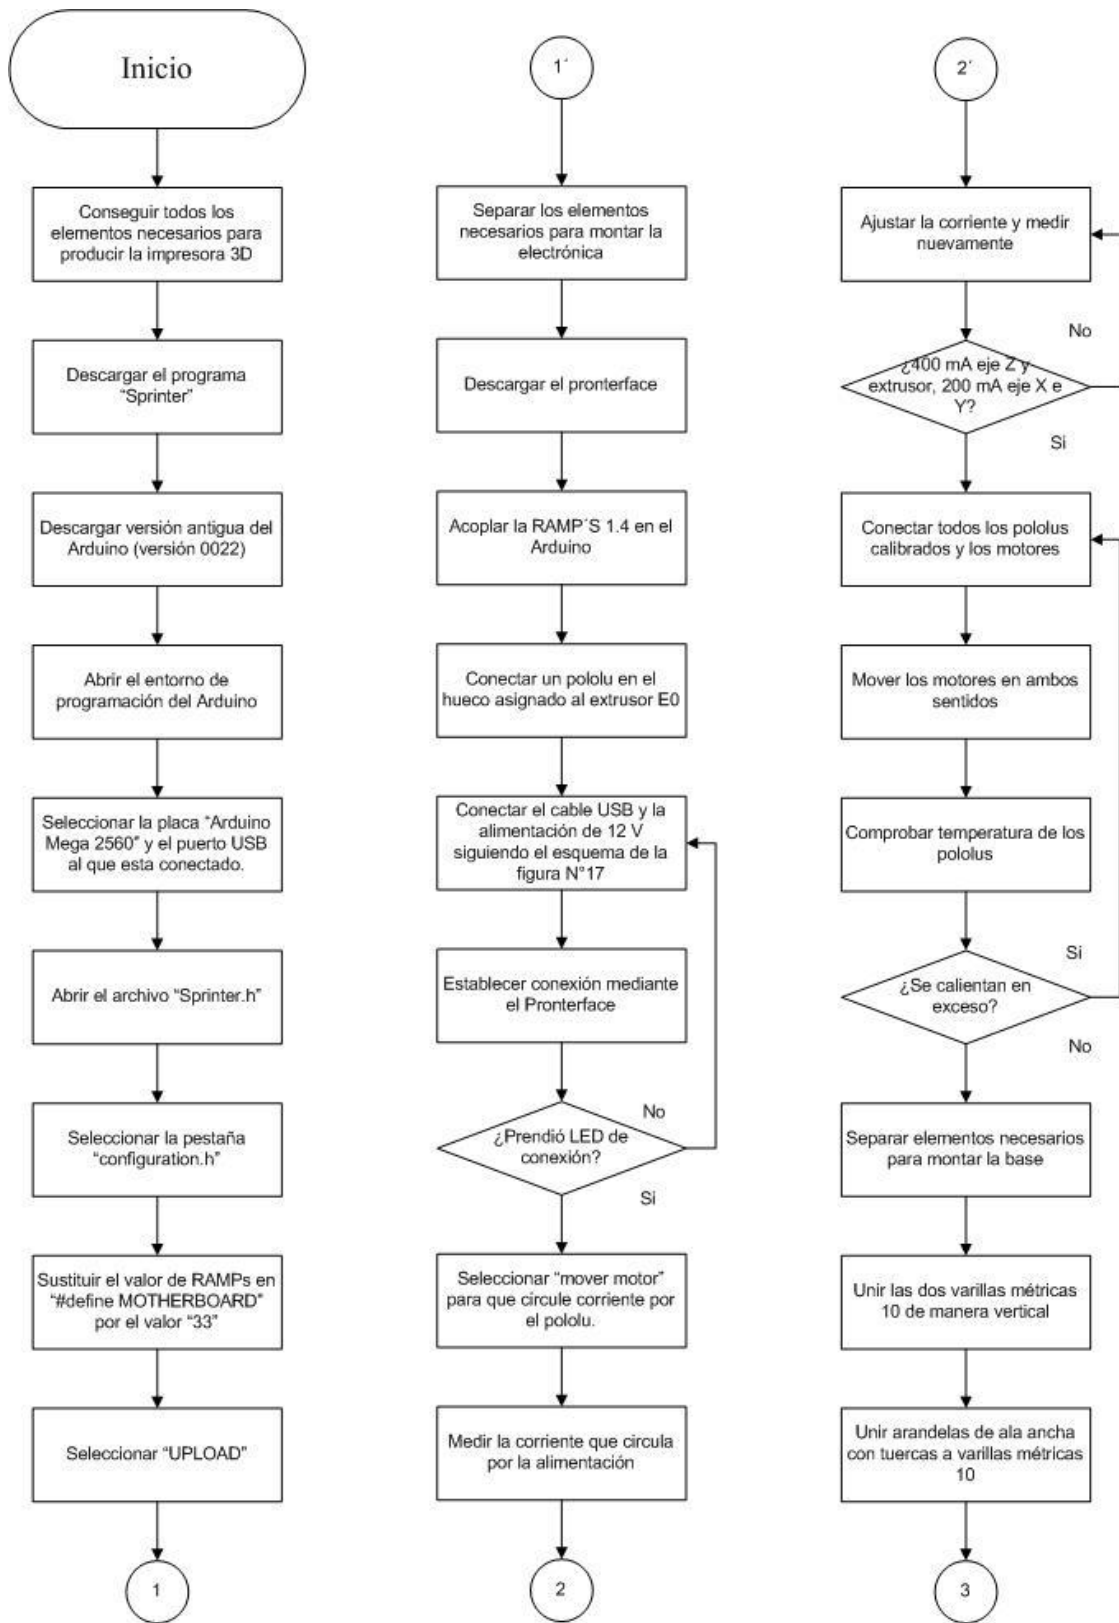 Inicio
Conseguir todos los
elementos necesarios para
producir la impresora 3D
Descargar el programa
“Sprinter”
Descargar versión antigua del
Arduino (versión 0022)
Abrir el entorno de
programación del Arduino
Seleccionar la placa “Arduino
Mega 2560” y el puerto USB
al que esta conectado.
Abrir el archivo “Sprinter.h”
Seleccionar la pestaña
“configuration.h”
Sustituir el valor de RAMPs en
“#define MOTHERBOARD”
por el valor “33”
Seleccionar “UPLOAD”
1
1´
Separar los elementos
necesarios para montar la
electrónica
Descargar el pronterface
Acoplar la RAMP´S 1.4 en el
Arduino
Conectar un pololu en el
hueco asignado al extrusor E0
Conectar el cable USB y la
alimentación de 12 V
siguiendo el esquema de la
figura N°17
Establecer conexión mediante
el Pronterface
No
¿Prendió LED de
conexión?
Si
Seleccionar “mover motor”
para que circule corriente por
el pololu.
Medir la corriente que circula
por la alimentación
2
2´
Ajustar la corriente y medir
nuevamente
No
¿400 mA eje Z y
extrusor, 200 mA eje X e
Y?
Si
Conectar todos los pololus
calibrados y los motores
Mover los motores en ambos
sentidos
Comprobar temperatura de los
pololus
Si
¿Se calientan en
exceso?
No
Separar elementos necesarios
para montar la base
Unir las dos varillas métricas
10 de manera vertical
Unir arandelas de ala ancha
con tuercas a varillas métricas
10
3